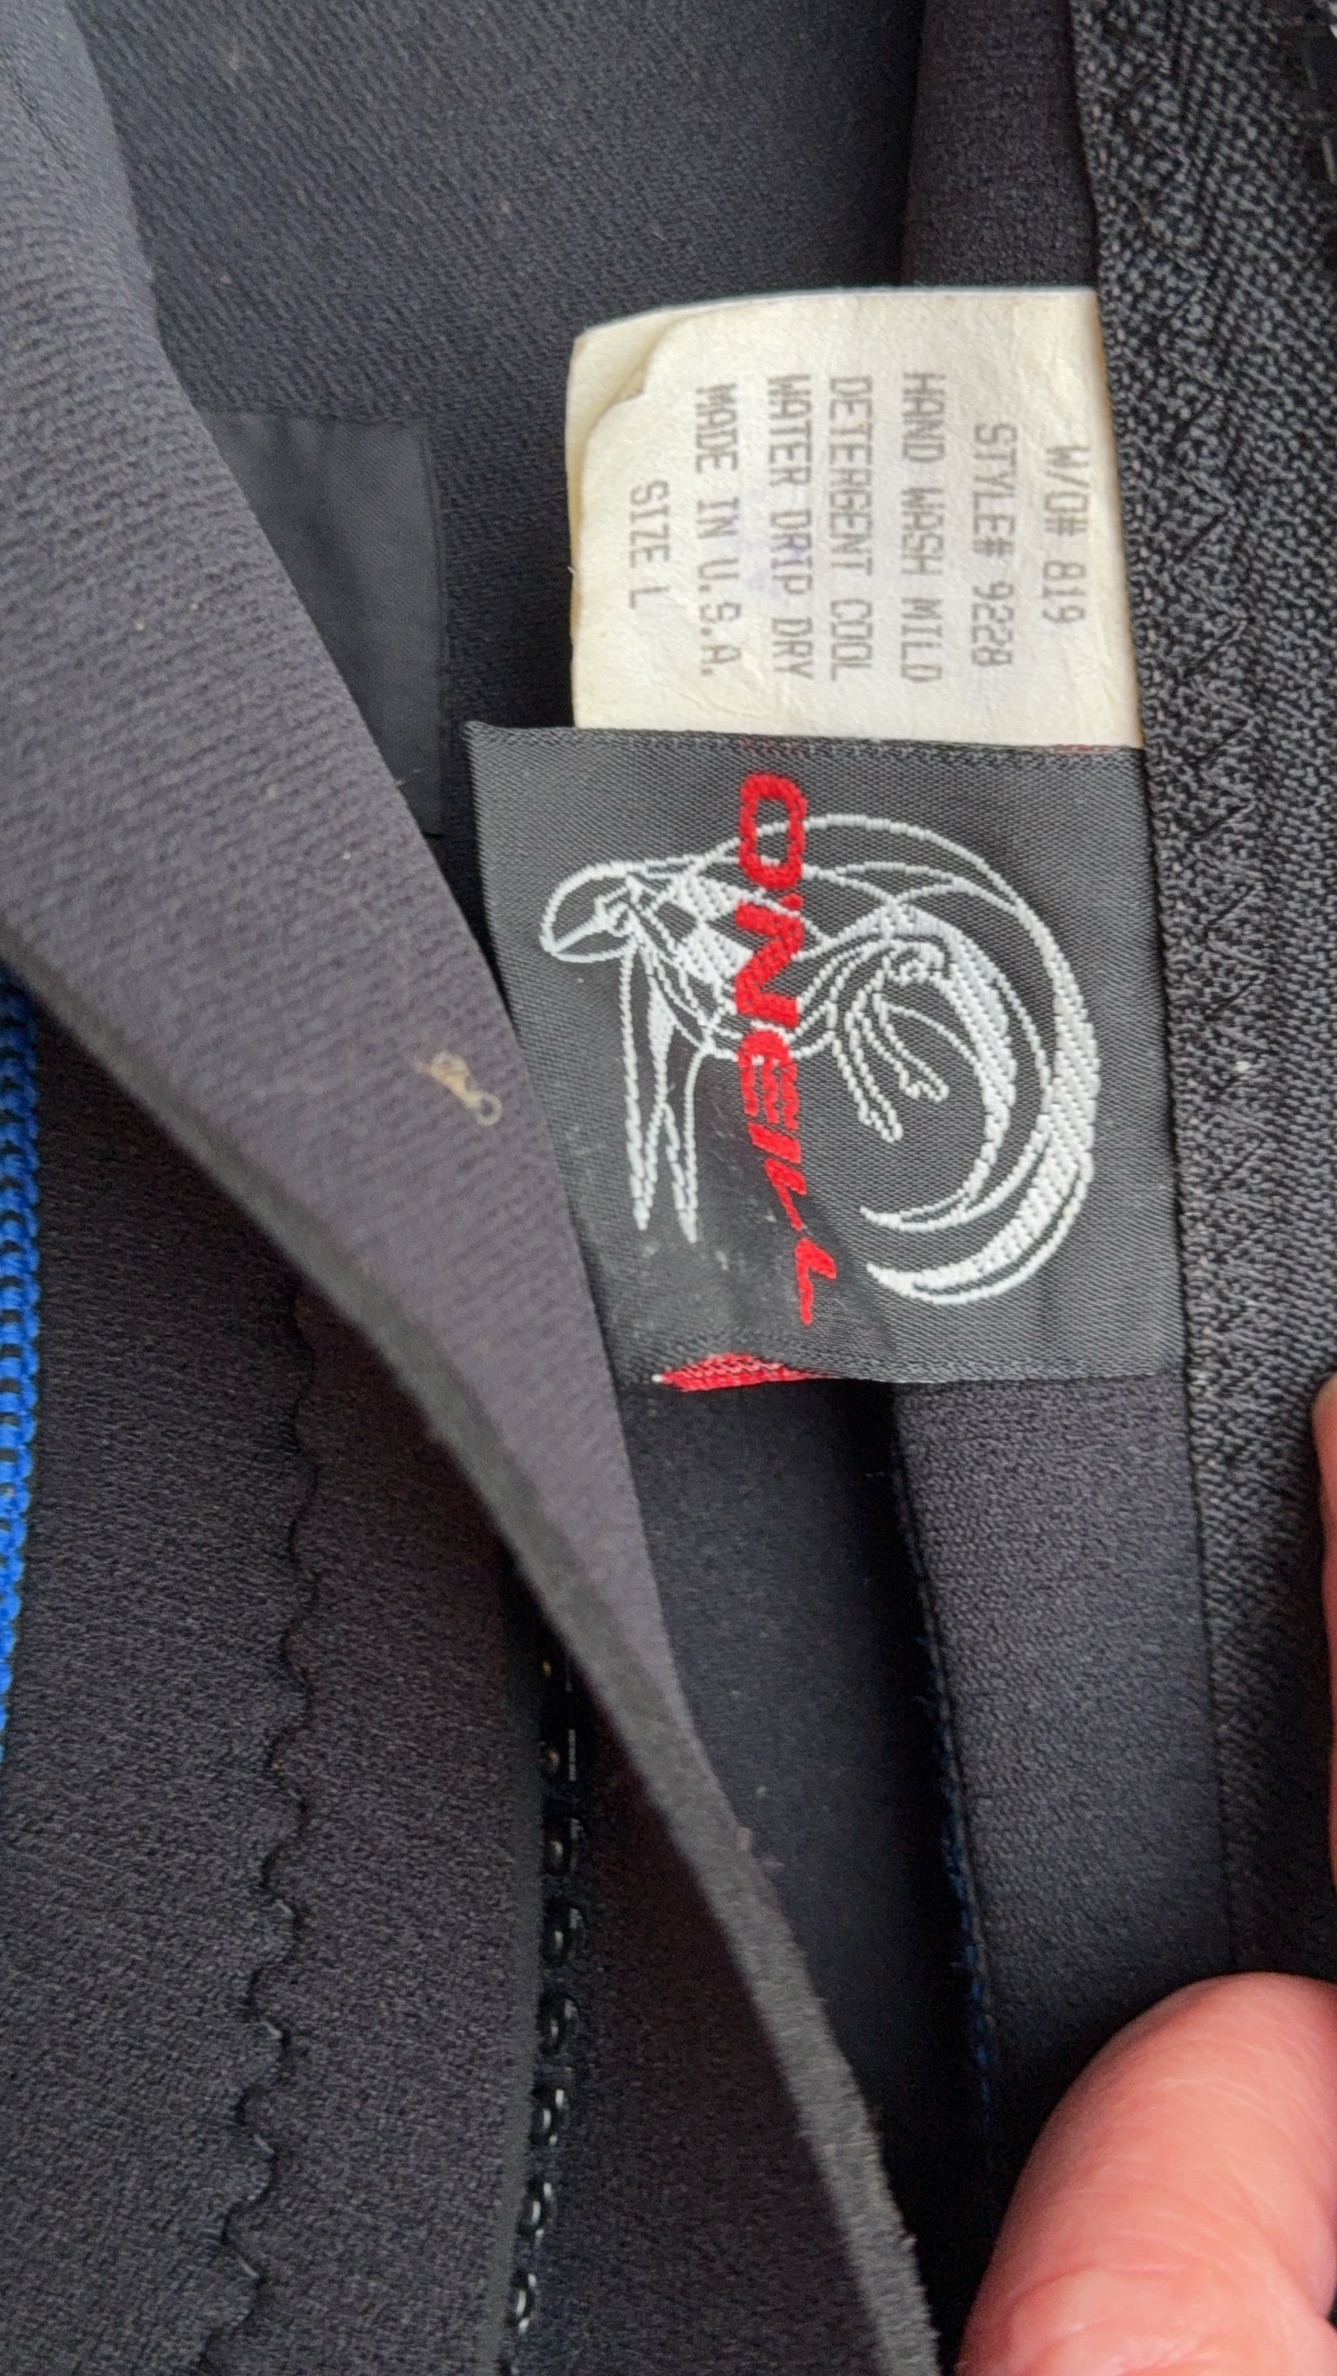 W/O# 819
STYLE# 9228
HAND WASH MILD
DETERGENT COOL
WATER DRIP DRY
MADE IN U.S.A.
SIZE L
O'NEILL